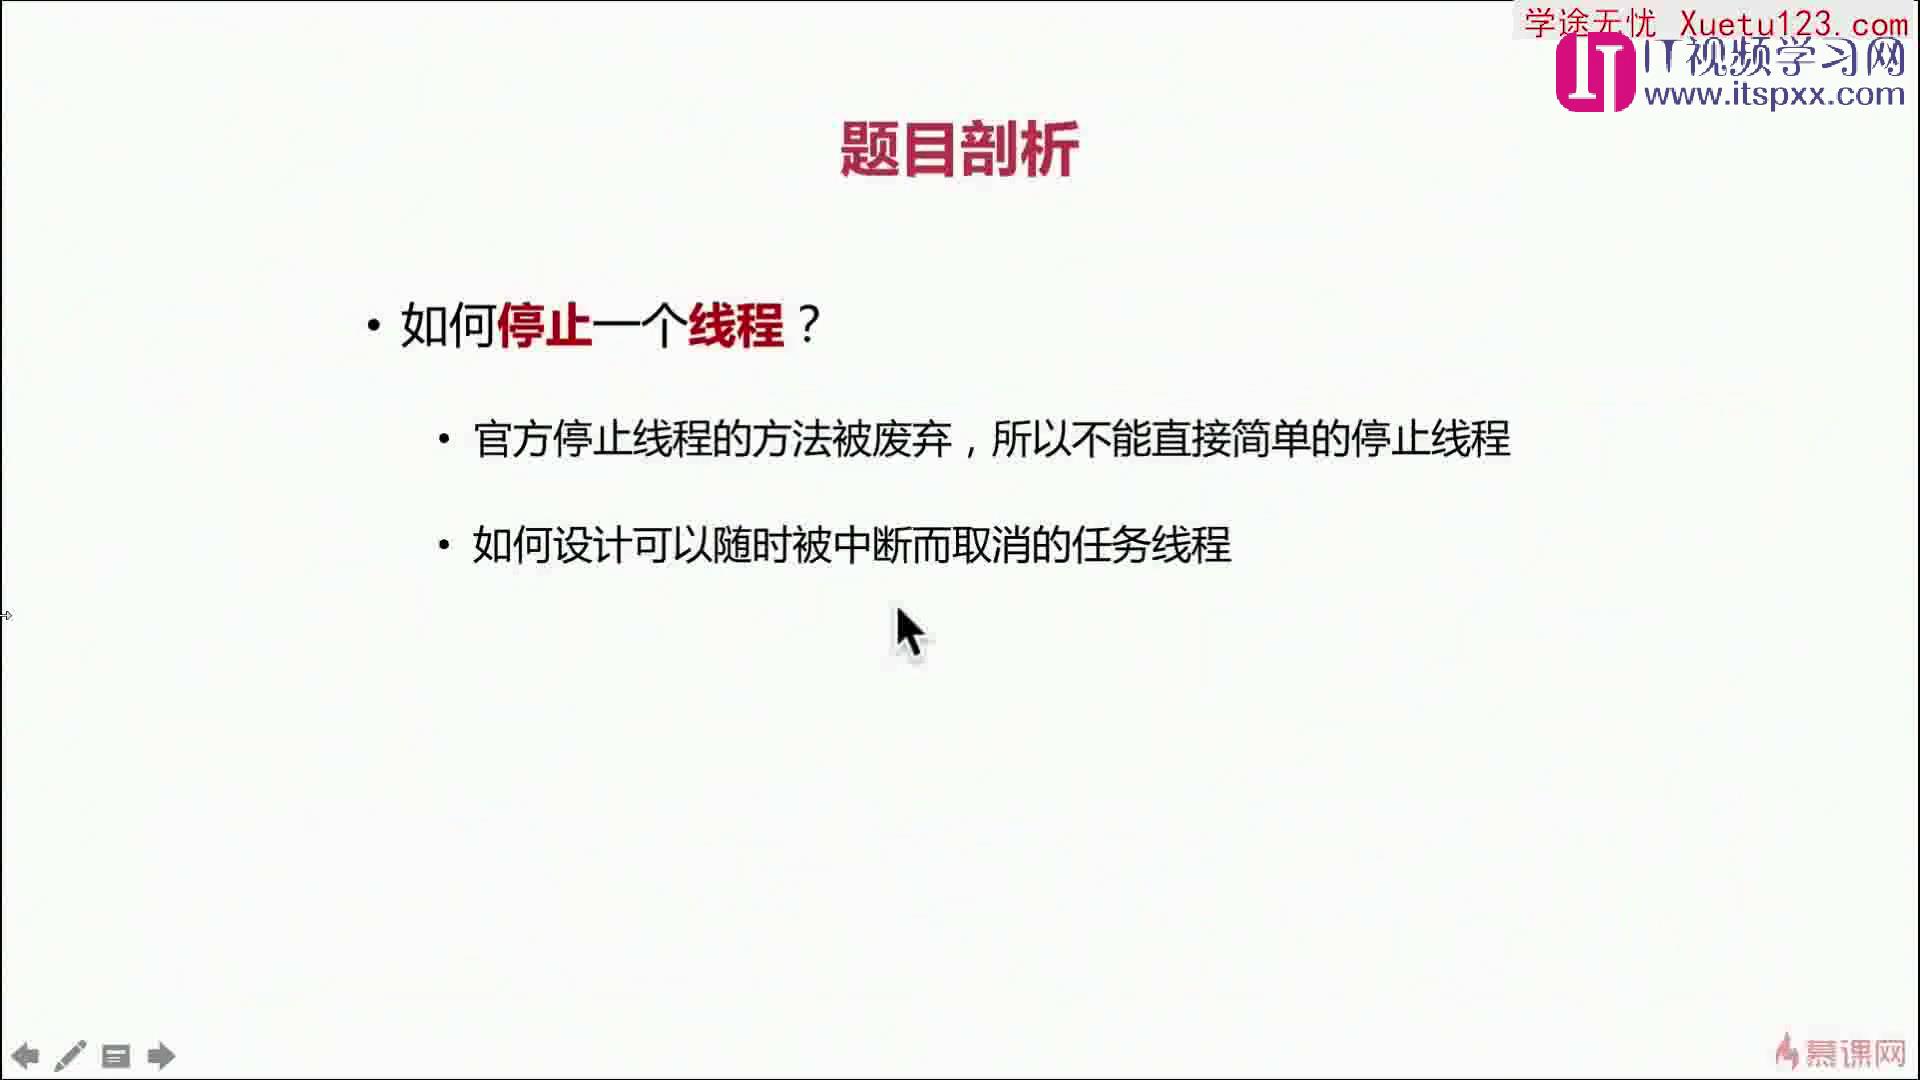 学途无忧 Xuetu123.com
IT视频学习网
www.itspxx.com
题目剖析
• 如何停止一个线程？
• 官方停止线程的方法被废弃，所以不能直接简单的停止线程
• 如何设计可以随时被中断而取消的任务线程
慕课网